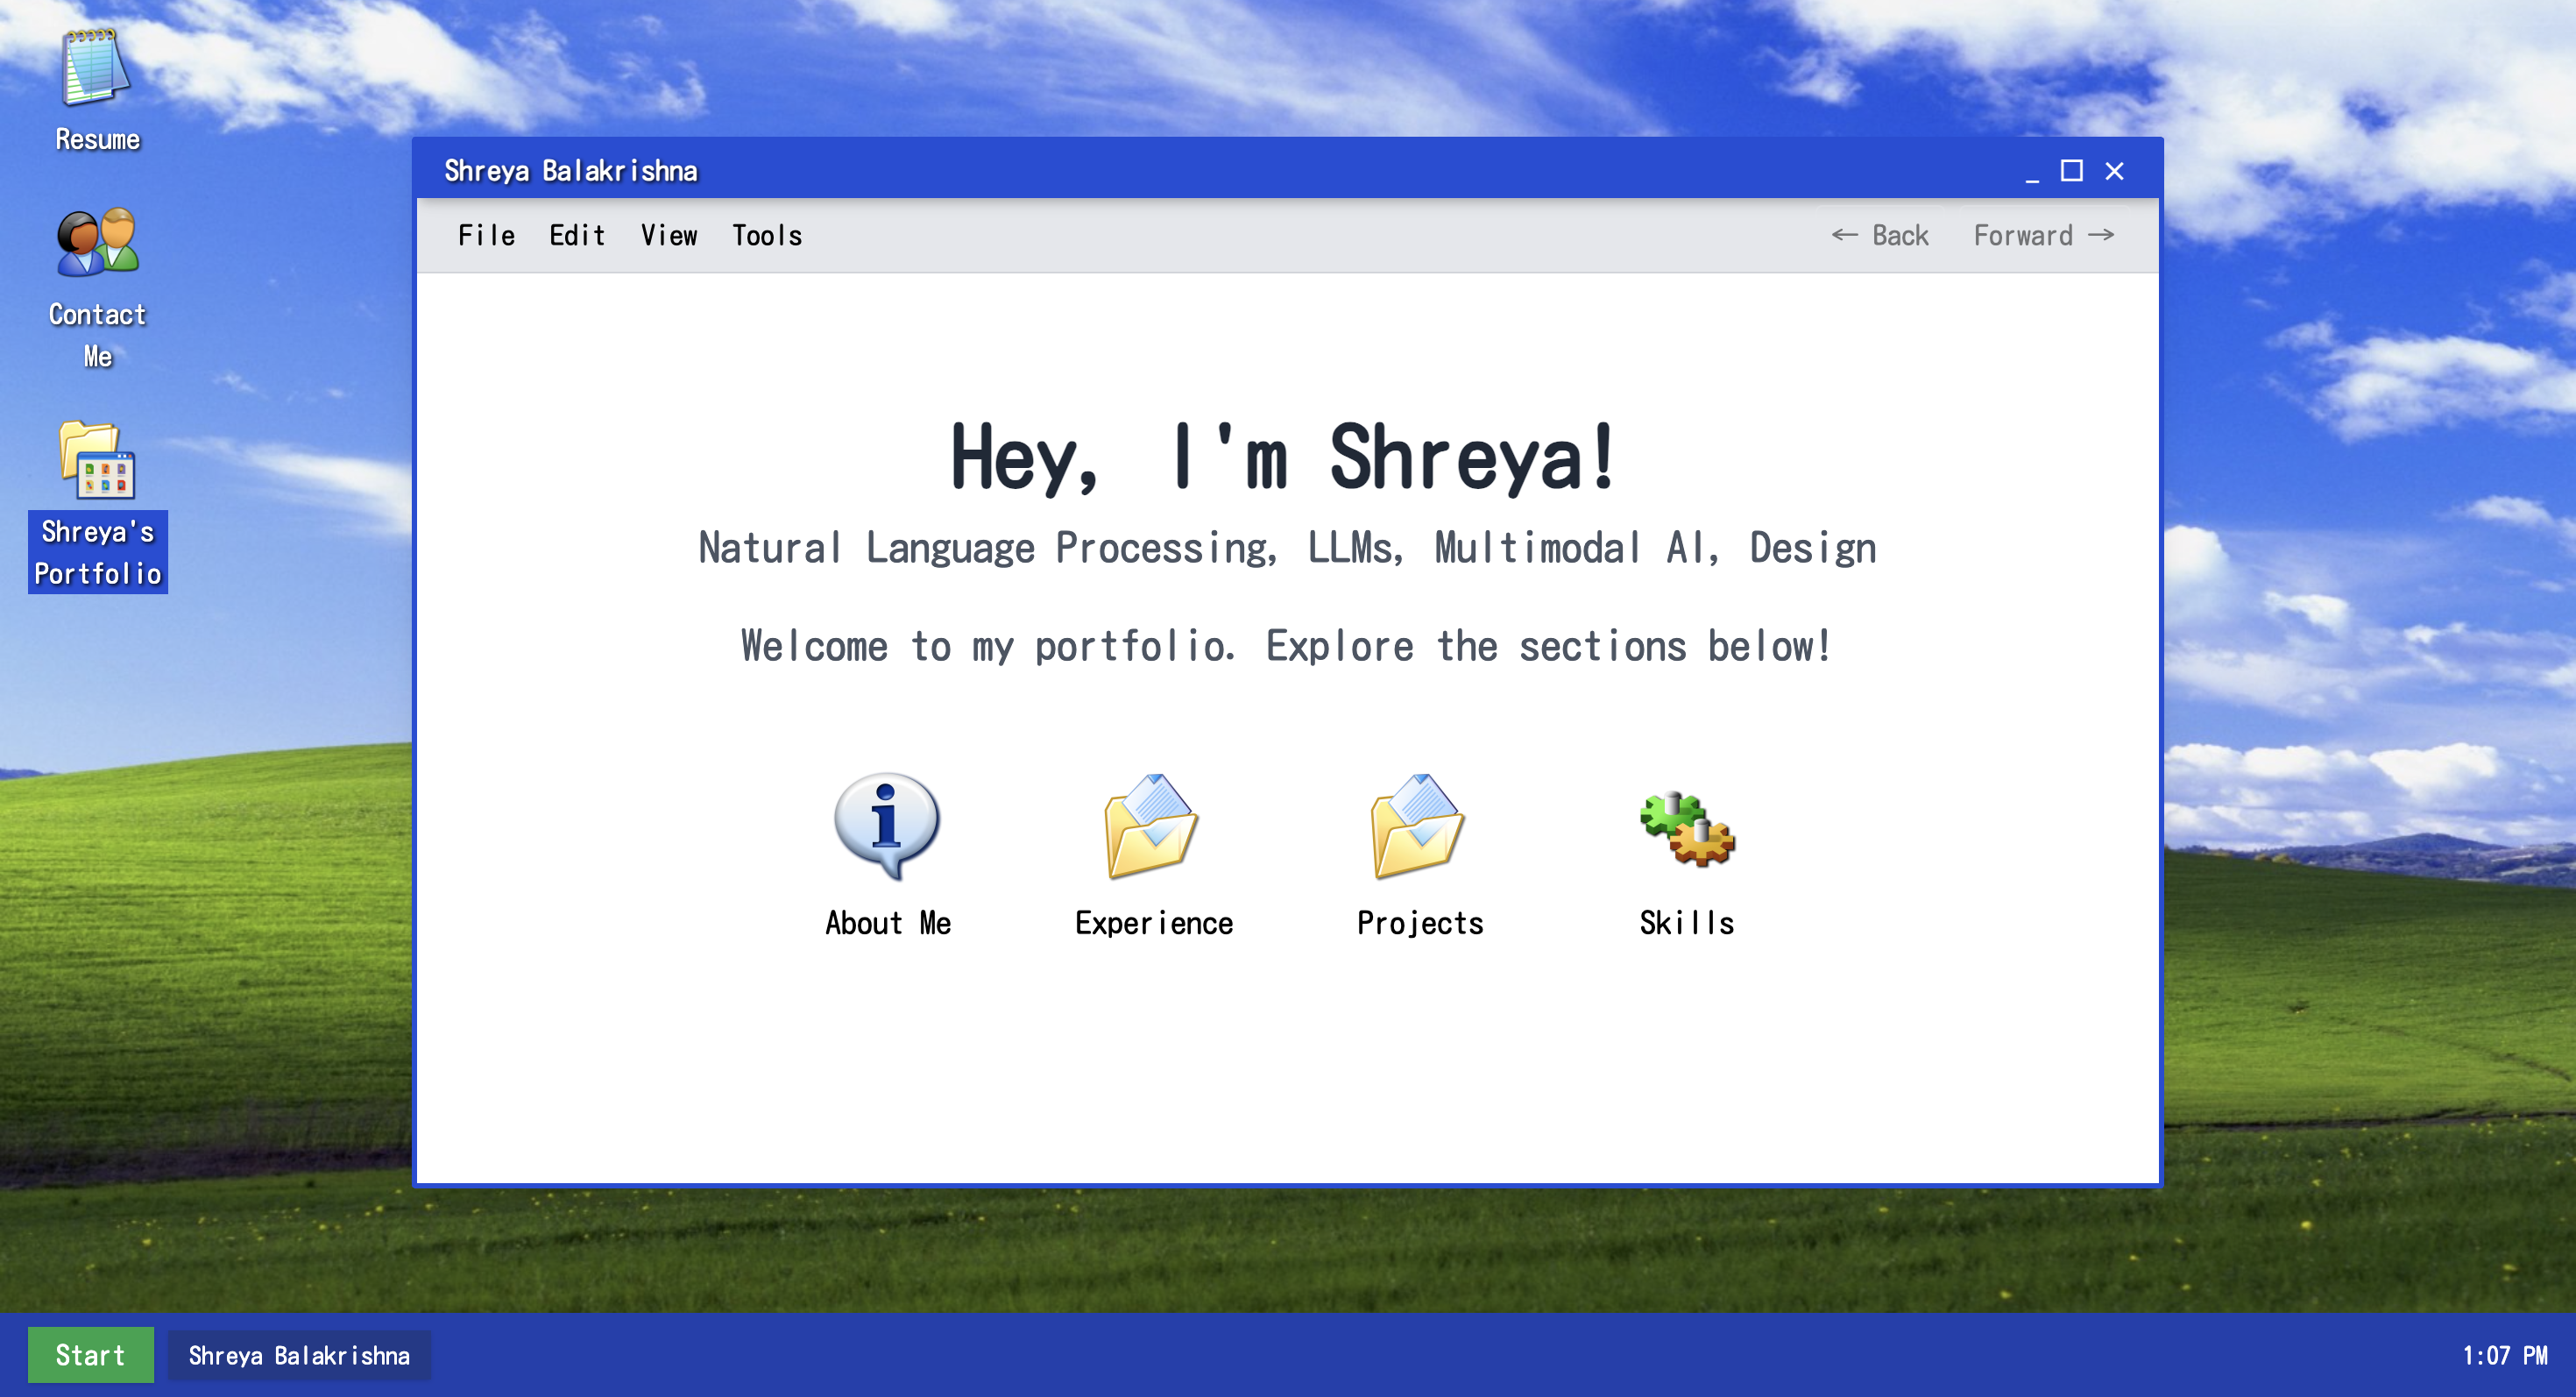 Resume
Contact
Me
Shreya's
Portfolio
Shreya Balakrishna
File Edit View Tools
← Back Forward →
Hey, I'm Shreya!
Natural Language Processing, LLMs, Multimodal AI, Design
Welcome to my portfolio. Explore the sections below!
About Me Experience Projects Skills
Start Shreya Balakrishna 1:07 PM